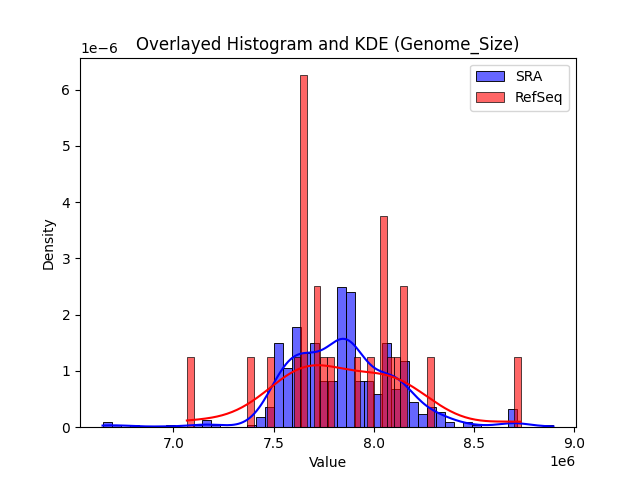 Overlayed Histogram and KDE (Genome_Size)
1e−6
SRA
RefSeq
6
5
4
3
2
1
0
Density
7.0 7.5 8.0 8.5 9.0
Value
1e6